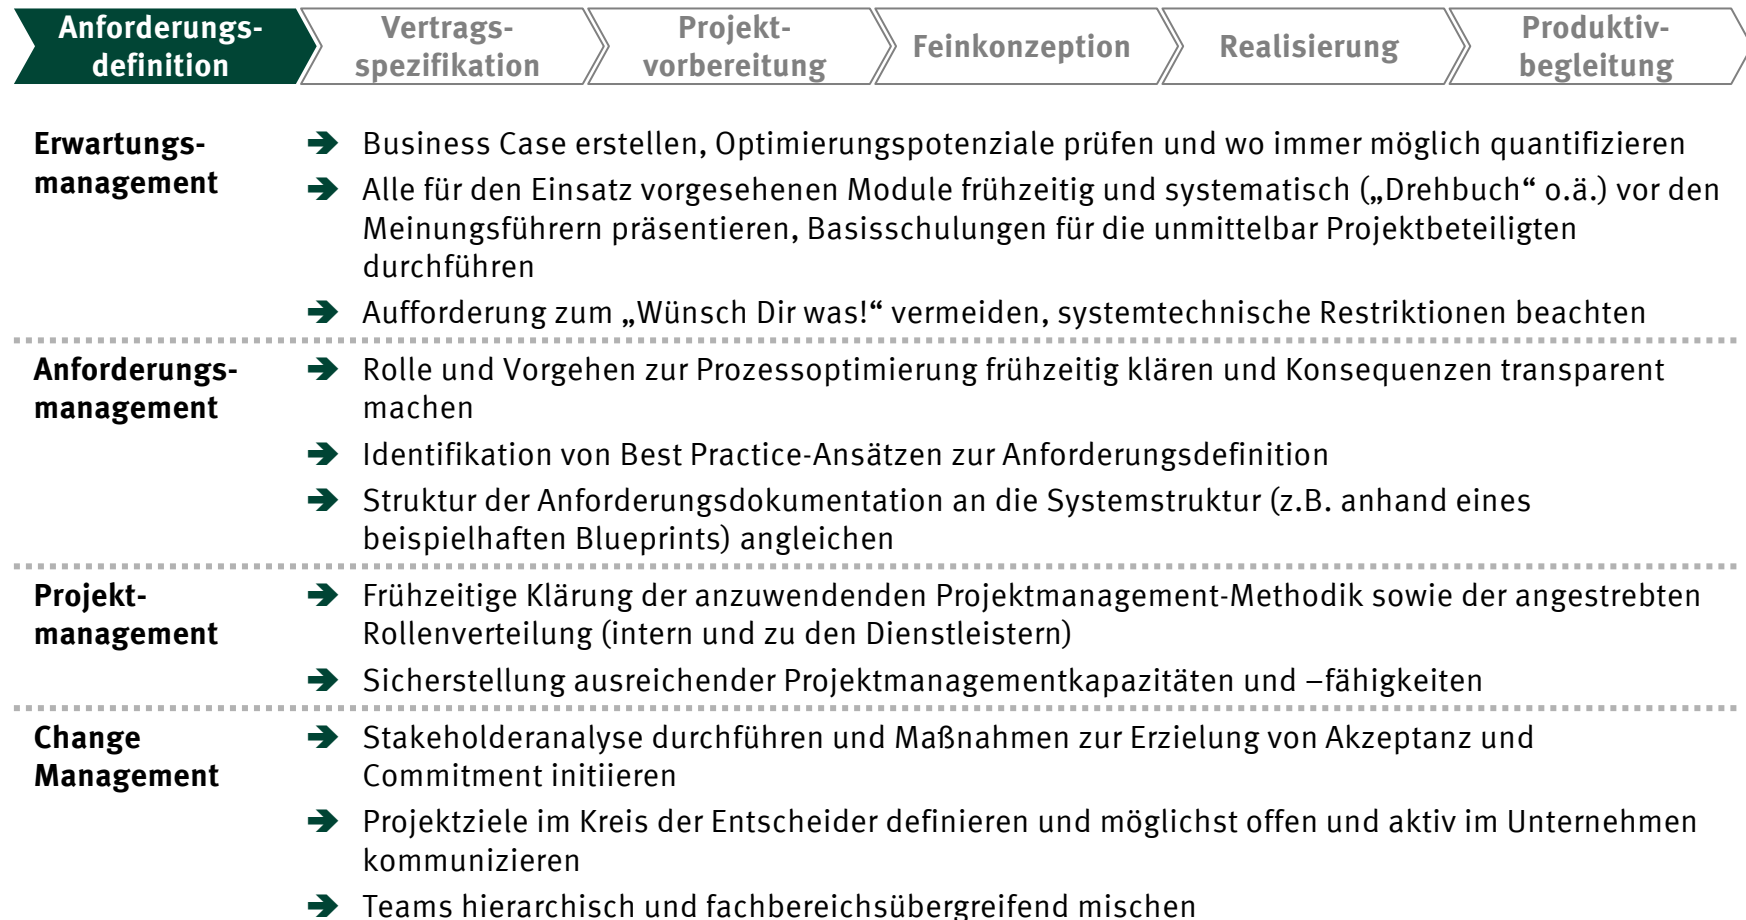 Anforderungs-
definition
Vertrags-
spezifikation
Projekt-
vorbereitung
Feinkonzeption
Realisierung
Produktiv-
begleitung
Erwartungs-
management
Business Case erstellen, Optimierungspotenziale prüfen und wo immer möglich quantifizieren
Alle für den Einsatz vorgesehenen Module frühzeitig und systematisch („Drehbuch“ o.ä.) vor den
Meinungsführern präsentieren, Basisschulungen für die unmittelbar Projektbeteiligten
durchführen
Aufforderung zum „Wünsch Dir was!“ vermeiden, systemtechnische Restriktionen beachten
Anforderungs-
management
Rolle und Vorgehen zur Prozessoptimierung frühzeitig klären und Konsequenzen transparent
machen
Identifikation von Best Practice-Ansätzen zur Anforderungsdefinition
Struktur der Anforderungsdokumentation an die Systemstruktur (z.B. anhand eines
beispielhaften Blueprints) angleichen
Projekt-
management
Frühzeitige Klärung der anzuwendenden Projektmanagement-Methodik sowie der angestrebten
Rollenverteilung (intern und zu den Dienstleistern)
Sicherstellung ausreichender Projektmanagementkapazitäten und –fähigkeiten
Change
Management
Stakeholderanalyse durchführen und Maßnahmen zur Erzielung von Akzeptanz und
Commitment initiieren
Projektziele im Kreis der Entscheider definieren und möglichst offen und aktiv im Unternehmen
kommunizieren
Teams hierarchisch und fachbereichsübergreifend mischen